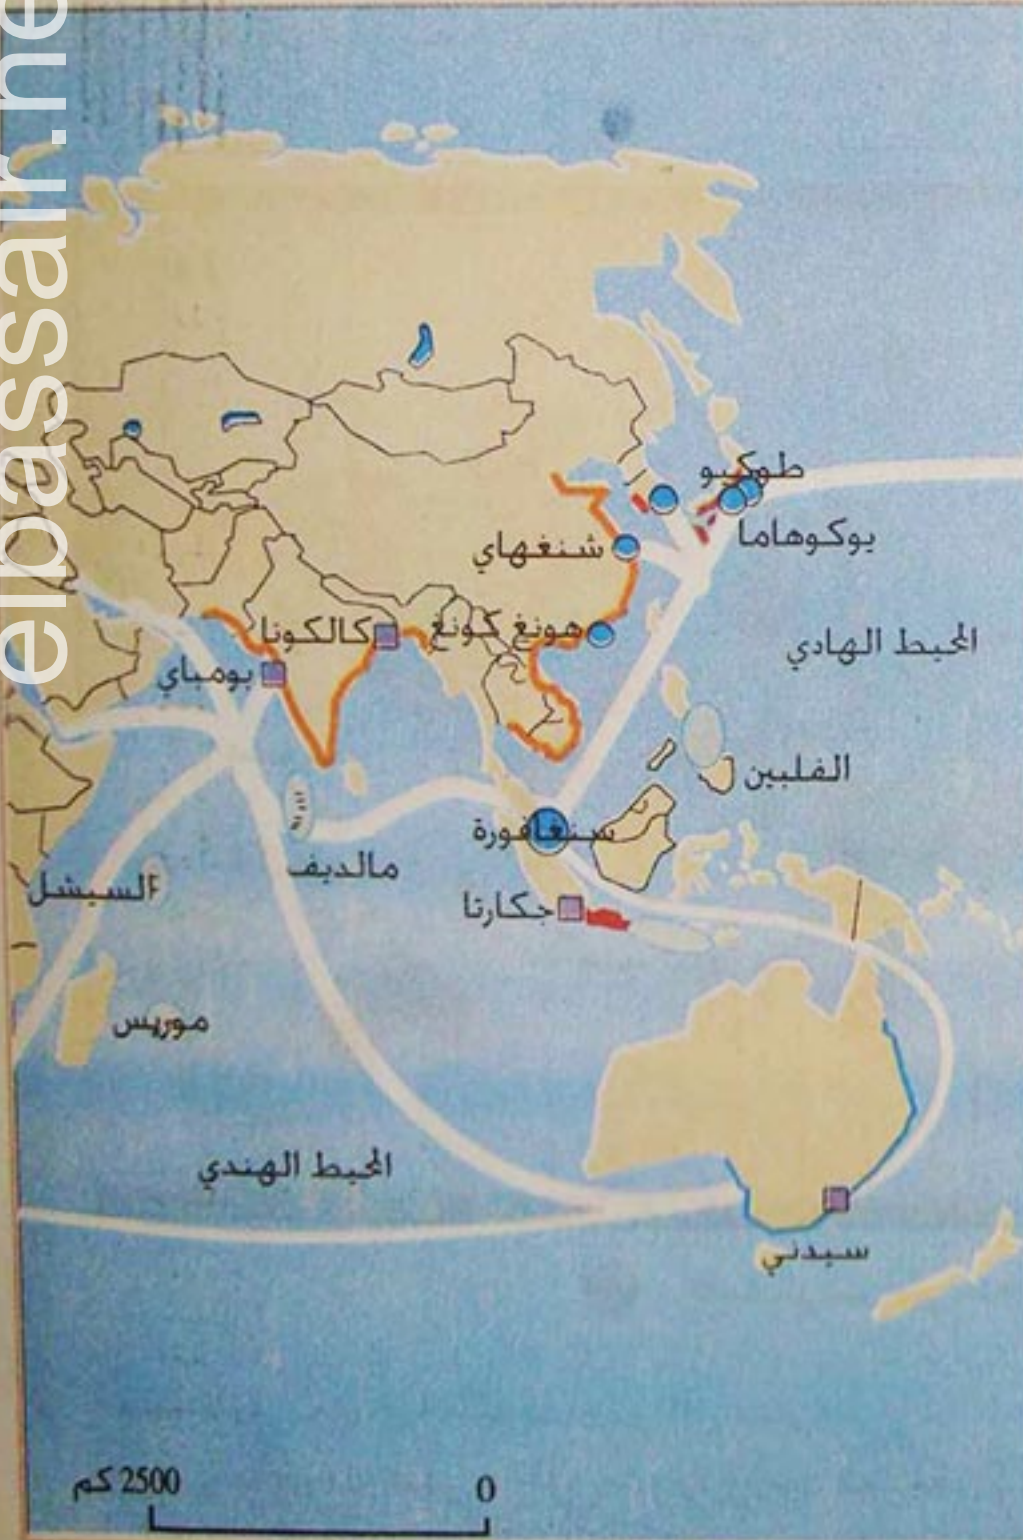 elbassair.ne
طوكيو
يوكوهاما
شنغهاي
هونغ كونغ
كالكوتا
بومباي
المحيط الهادي
الفلبين
سنغافورة
مالديف
السيشل
جكارتا
موريس
المحيط الهندي
سيدني
2500 كم
0